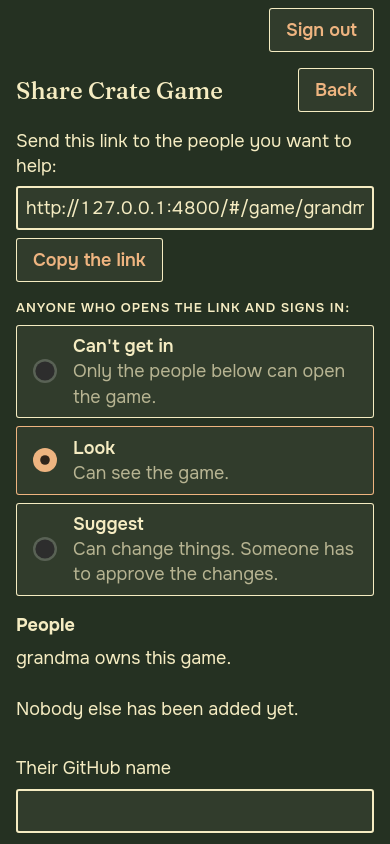 Sign out
Share Crate Game
Back
Send this link to the people you want to
help:
http://127.0.0.1:4800/#/game/grandm
Copy the link
ANYONE WHO OPENS THE LINK AND SIGNS IN:
Can't get in
Only the people below can open
the game.
Look
Can see the game.
Suggest
Can change things. Someone has
to approve the changes.
People
grandma owns this game.
Nobody else has been added yet.
Their GitHub name